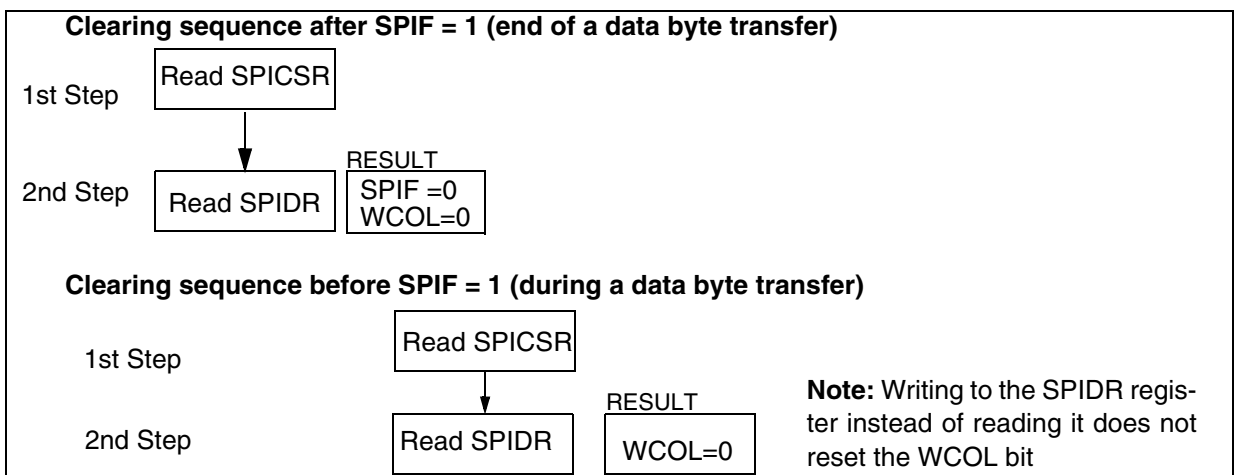 Clearing sequence after SPIF = 1 (end of a data byte transfer)
1st Step
Read SPICSR
2nd Step
Read SPIDR
RESULT
SPIF =0
WCOL=0
Clearing sequence before SPIF = 1 (during a data byte transfer)
1st Step
Read SPICSR
2nd Step
Read SPIDR
RESULT
WCOL=0
Note: Writing to the SPIDR regis-
ter instead of reading it does not
reset the WCOL bit